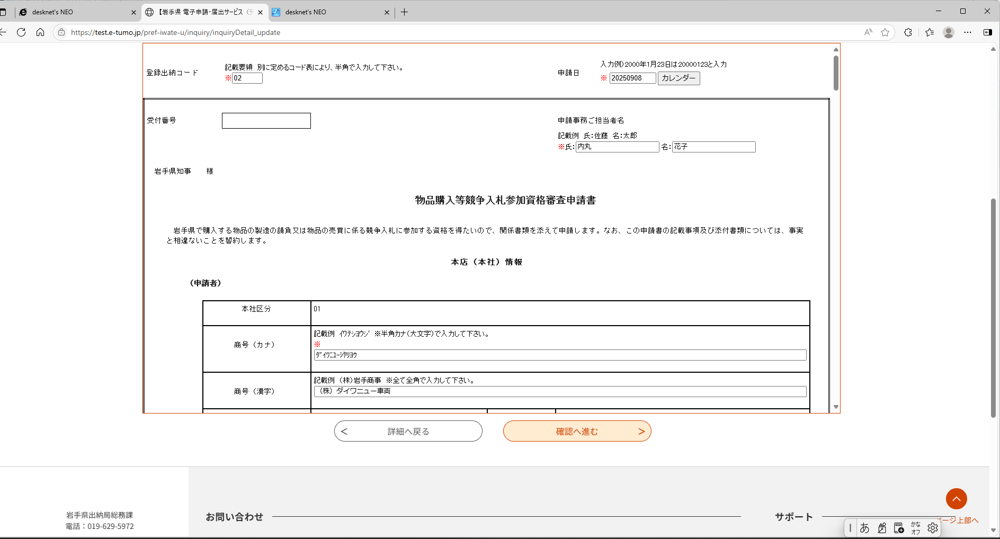 desknet's NEO
【岩手県 電子申請・届出サービス（デ
desknet's NEO
https://test.e-tumo.jp/pref-iwate-u/inquiry/inquiryDetail_update
登録出納コード
記載要領 別に定めるコード表により、半角で入力して下さい。
※ 02
申請日
入力例)2000年1月23日は20000123と入力
※ 20250908 カレンダー
受付番号
申請事務ご担当者名
記載例 氏:佐藤 名:太郎
※氏: 内丸 名: 花子
岩手県知事 様
物品購入等競争入札参加資格審査申請書
岩手県で購入する物品の製造の請負又は物品の売買に係る競争入札に参加する資格を得たいので、関係書類を添えて申請します。なお、この申請書の記載事項及び添付書類については、事実
と相違ないことを誓約します。
本店（本社）情報
（申請者）
本社区分 01
商号（カナ）
記載例 ｲﾜﾃｼﾖｳｼﾞ ※半角カナ(大文字)で入力して下さい。
※
ﾀﾞｲﾜﾆﾕｰｼﾔﾘﾖｳ
商号（漢字）
記載例 (株)岩手商事 ※全て全角で入力して下さい。
（株）ダイワニュー車両
< 詳細へ戻る
確認へ進む >
岩手県出納局総務課
電話：019-629-5972
お問い合わせ
サポート
ページ上部へ
あ
かな
オフ